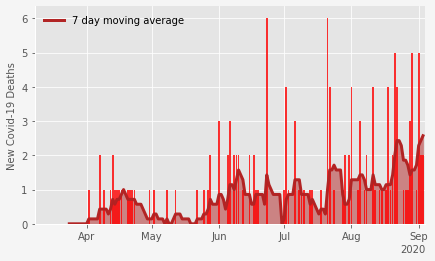 7 day moving average
New Covid-19 Deaths
6
5
4
3
2
1
0
Apr
May
Jun
Jul
Aug
Sep
2020